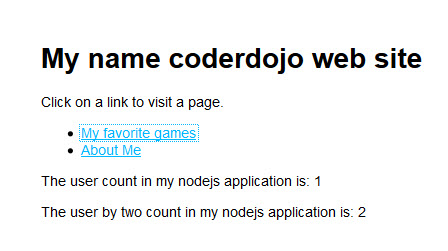 My name coderdojo web site
Click on a link to visit a page.
My favorite games
About Me
The user count in my nodejs application is: 1
The user by two count in my nodejs application is: 2